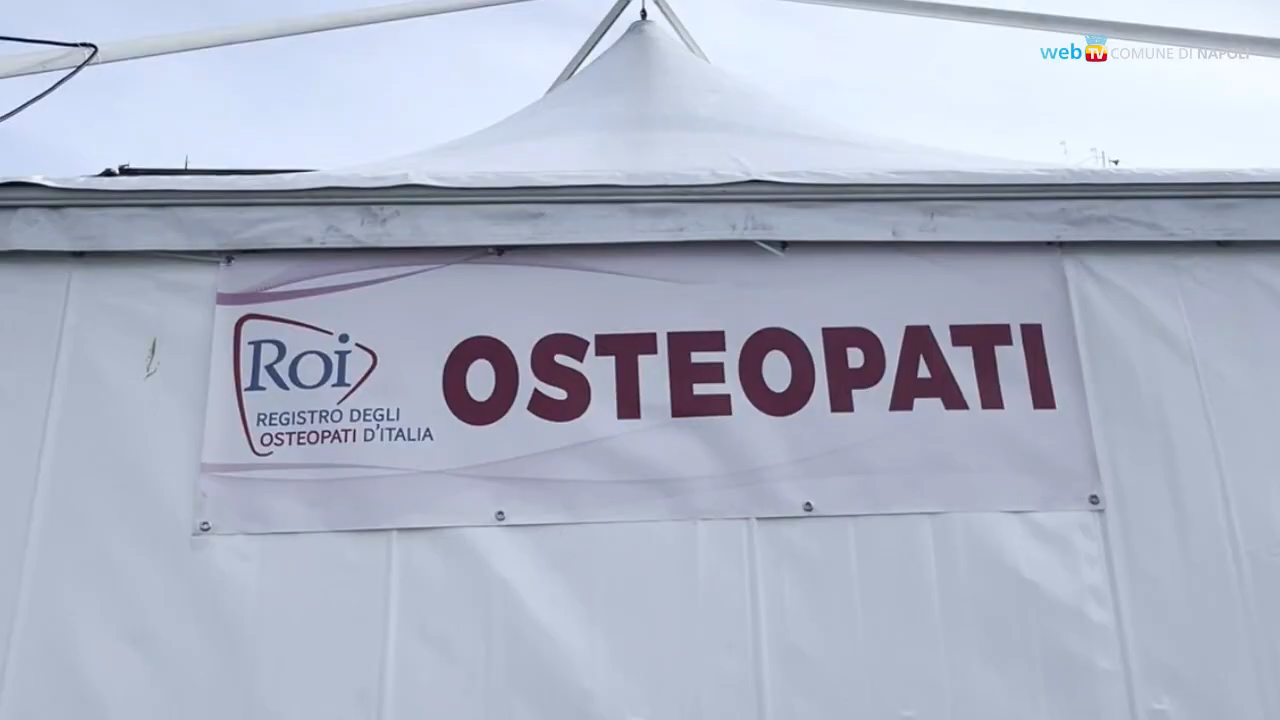 web TV COMUNE DI NAPOLI
Roi
REGISTRO DEGLI
OSTEOPATI D'ITALIA
OSTEOPATI